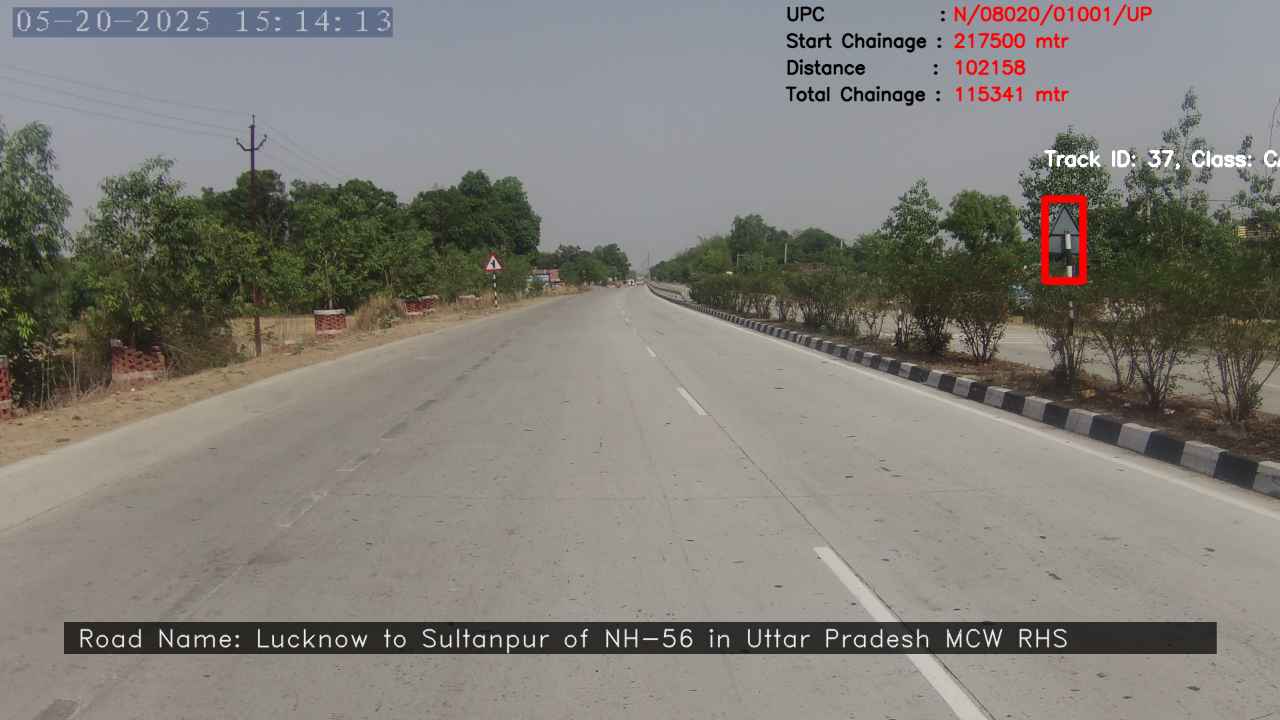 05-20-2025 15:14:13
UPC : N/08020/01001/UP
Start Chainage : 217500 mtr
Distance : 102158
Total Chainage : 115341 mtr
Track ID: 37, Class:
Road Name: Lucknow to Sultanpur of NH-56 in Uttar Pradesh MCW RHS